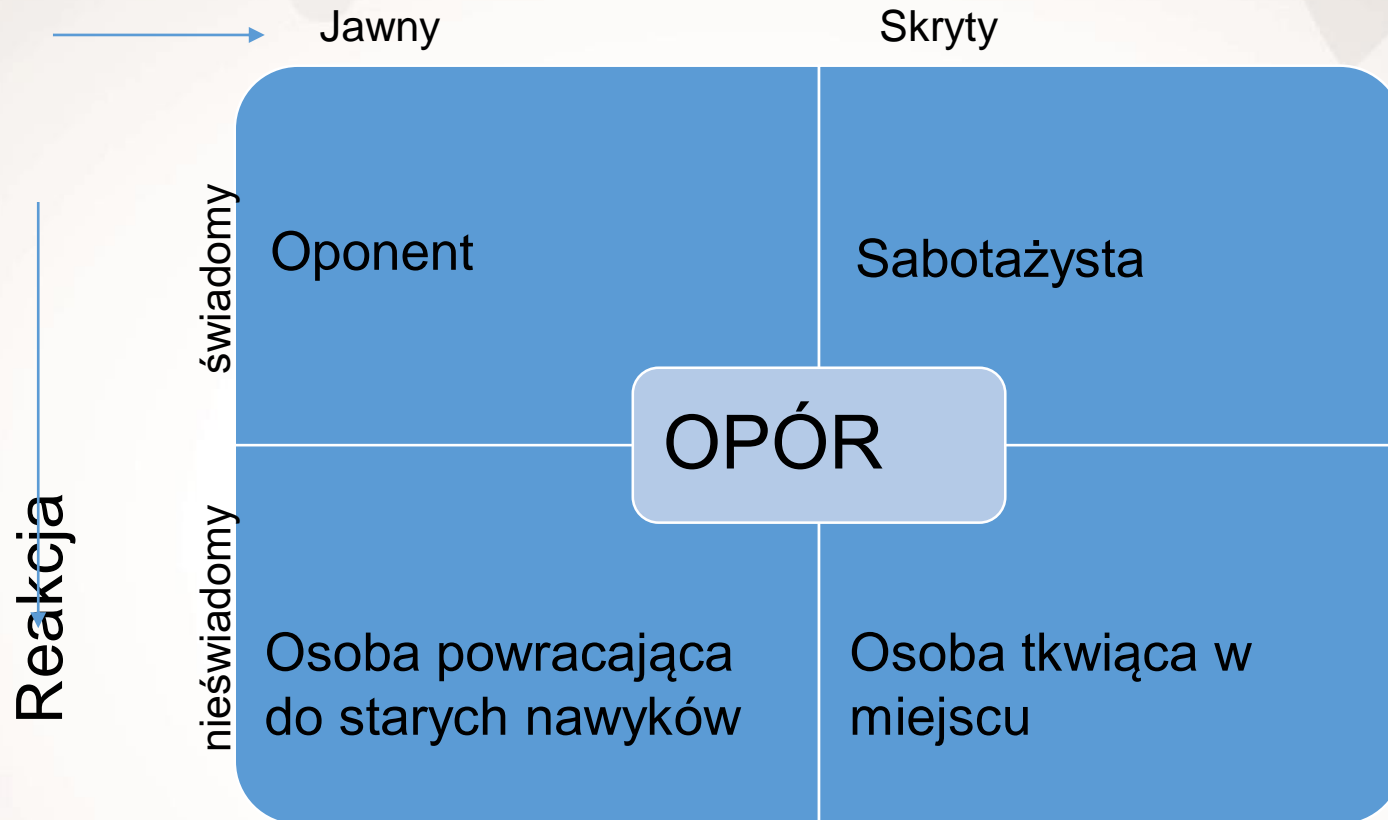 Jawny
Skryty
świadomy
Oponent
Sabotażysta
OPÓR
Reakcja
nieświadomy
Osoba powracająca
do starych nawyków
Osoba tkwiąca w
miejscu